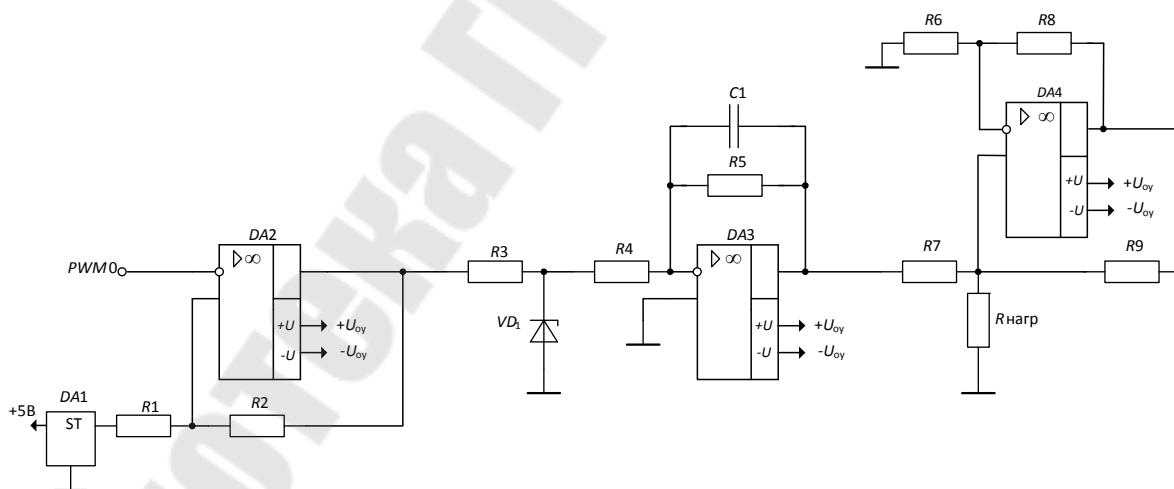 R6
R8
C1
DA4
▷ ∞
R5
+U
+Uоу
-U
-Uоу
DA2
DA3
R9
PWM0
▷∞
R3
R4
▷ ∞
R7
VD1
Rнагр
+U
+Uоу
-U
-Uоу
+U
+Uоу
-U
-Uоу
DA1
R1
R2
+5В
ST
отека П